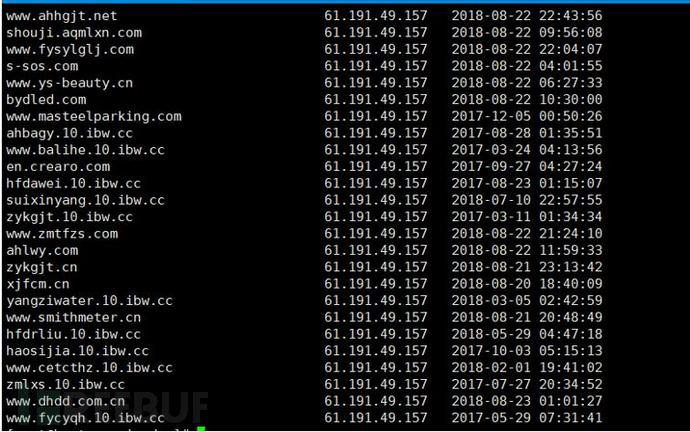 www.ahhgjt.net 61.191.49.157 2018-08-22 22:43:56
shouji.aqmlxn.com 61.191.49.157 2018-08-22 09:56:08
www.fysylglj.com 61.191.49.157 2018-08-22 22:04:07
s-sos.com 61.191.49.157 2018-08-22 04:01:55
www.ys-beauty.cn 61.191.49.157 2018-08-22 06:27:33
bydled.com 61.191.49.157 2018-08-22 10:30:00
www.masteelparking.com 61.191.49.157 2017-12-05 00:50:26
ahbagy.10.ibw.cc 61.191.49.157 2017-08-28 01:35:51
www.balihe.10.ibw.cc 61.191.49.157 2017-03-24 04:13:56
en.crearo.com 61.191.49.157 2017-09-27 04:27:24
hfdawei.10.ibw.cc 61.191.49.157 2017-08-23 01:15:07
suixinyang.10.ibw.cc 61.191.49.157 2018-07-10 22:57:55
zykgjt.10.ibw.cc 61.191.49.157 2017-03-11 01:34:34
www.zmtfzs.com 61.191.49.157 2018-08-22 21:24:10
ahlwy.com 61.191.49.157 2018-08-22 11:59:33
zykgjt.cn 61.191.49.157 2018-08-21 23:13:42
xjfcm.cn 61.191.49.157 2018-08-20 18:40:09
yangziwater.10.ibw.cc 61.191.49.157 2018-03-05 02:42:59
www.smithmeter.cn 61.191.49.157 2018-08-21 20:48:49
hfdrliu.10.ibw.cc 61.191.49.157 2018-05-29 04:47:18
haosijia.10.ibw.cc 61.191.49.157 2017-10-03 05:15:13
www.cetcthz.10.ibw.cc 61.191.49.157 2018-02-01 19:41:02
zmlxs.10.ibw.cc 61.191.49.157 2017-07-27 20:34:52
www.dhdd.com.cn 61.191.49.157 2018-08-23 01:01:27
www.fycyqh.10.ibw.cc 61.191.49.157 2017-05-29 07:31:41